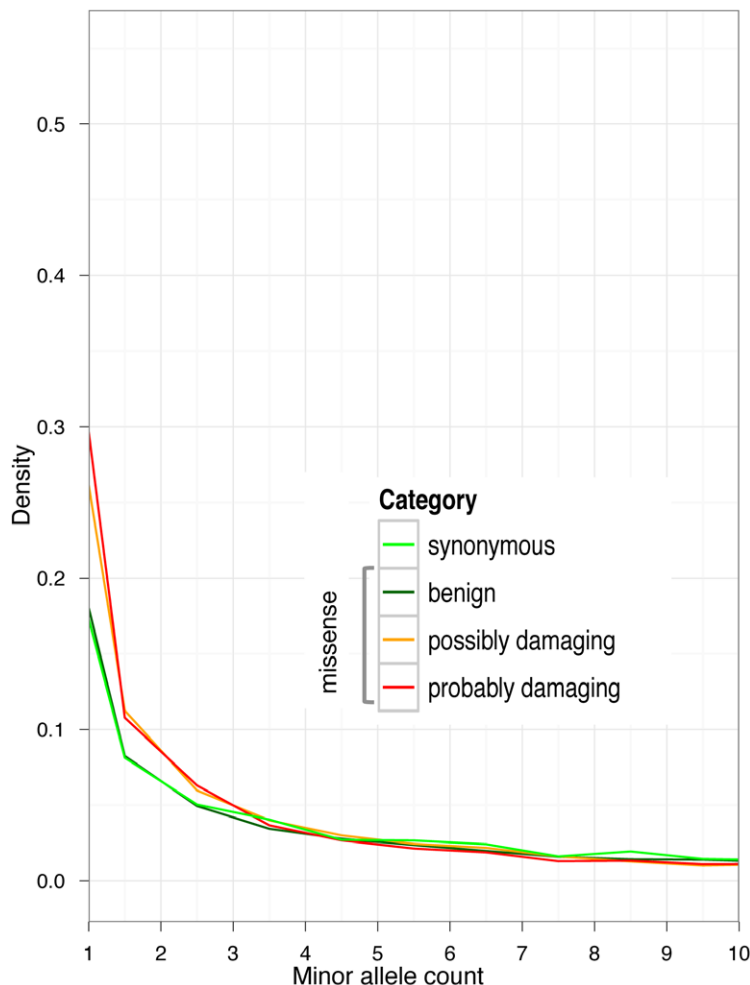 0.5
0.4
0.3
0.2
0.1
0.0
Density
Category
synonymous
benign
possibly damaging
probably damaging
missense
1 2 3 4 5 6 7 8 9 10
Minor allele count